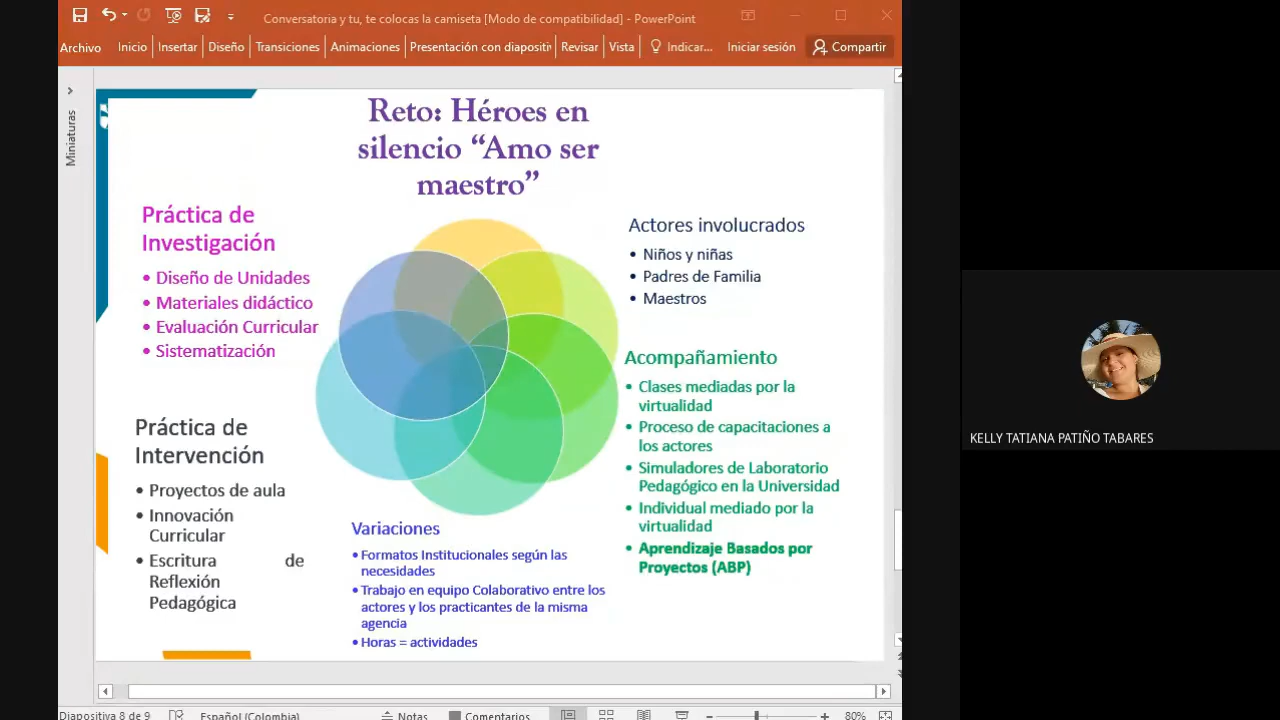 Conversatoria y tu, te colocas la camiseta [Modo de compatibilidad] - PowerPoint
Archivo Inicio Insertar Diseño Transiciones Animaciones Presentación con diapositi Revisar Vista Indicar... Iniciar sesión Compartir
Miniaturas
Reto: Héroes en
silencio “Amo ser
maestro”
Práctica de
Investigación
• Diseño de Unidades
• Materiales didáctico
• Evaluación Curricular
• Sistematización
Práctica de
Intervención
• Proyectos de aula
• Innovación
Curricular
• Escritura de
Reflexión
Pedagógica
Variaciones
• Formatos Institucionales según las
necesidades
• Trabajo en equipo Colaborativo entre los
actores y los practicantes de la misma
agencia
• Horas = actividades
Actores involucrados
• Niños y niñas
• Padres de Familia
• Maestros
Acompañamiento
• Clases mediadas por la
virtualidad
• Proceso de capacitaciones a
los actores
• Simuladores de Laboratorio
Pedagógico en la Universidad
• Individual mediado por la
virtualidad
• Aprendizaje Basados por
Proyectos (ABP)
KELLY TATIANA PATIÑO TABARES
Diapositiva 8 de 9 Español (Colombia) Notas Comentarios 80%